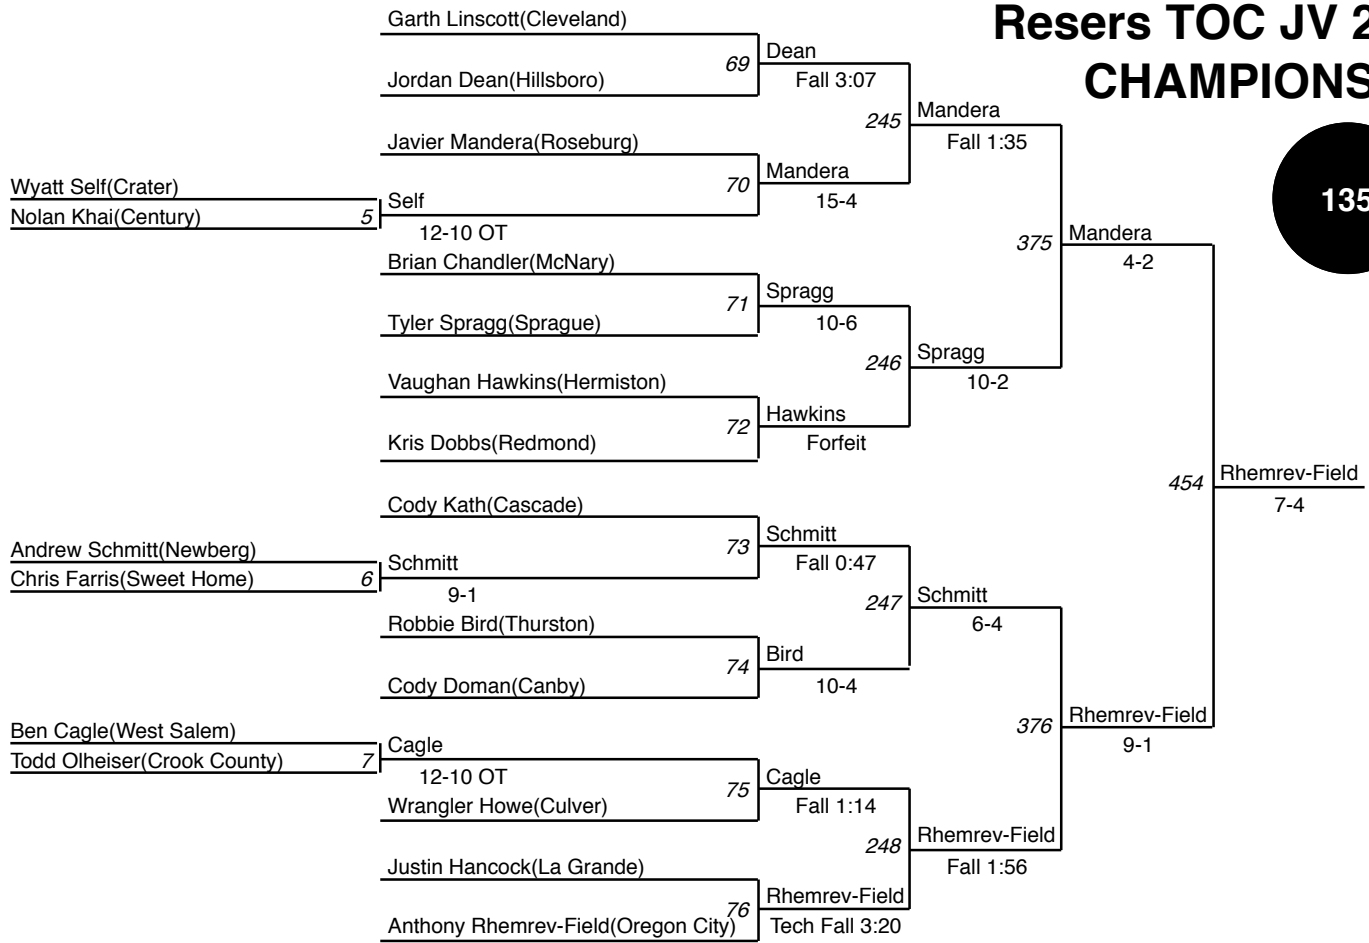 Resers TOC JV 2
CHAMPIONS
135
Garth Linscott(Cleveland)
69
Dean
Jordan Dean(Hillsboro)
Fall 3:07
245
Mandera
Fall 1:35
Javier Mandera(Roseburg)
70
Mandera
15-4
Wyatt Self(Crater)
Nolan Khai(Century)
5
Self
12-10 OT
375
Mandera
4-2
Brian Chandler(McNary)
71
Spragg
10-6
Tyler Spragg(Sprague)
246
Spragg
10-2
Vaughan Hawkins(Hermiston)
72
Hawkins
Forfeit
Kris Dobbs(Redmond)
454
Rhemrev-Field
7-4
Cody Kath(Cascade)
73
Schmitt
Fall 0:47
Andrew Schmitt(Newberg)
Chris Farris(Sweet Home)
6
Schmitt
9-1
247
Schmitt
6-4
Robbie Bird(Thurston)
74
Bird
10-4
Cody Doman(Canby)
376
Rhemrev-Field
9-1
Ben Cagle(West Salem)
Todd Olheiser(Crook County)
7
Cagle
12-10 OT
75
Cagle
Fall 1:14
Wrangler Howe(Culver)
248
Rhemrev-Field
Fall 1:56
Justin Hancock(La Grande)
76
Rhemrev-Field
Tech Fall 3:20
Anthony Rhemrev-Field(Oregon City)